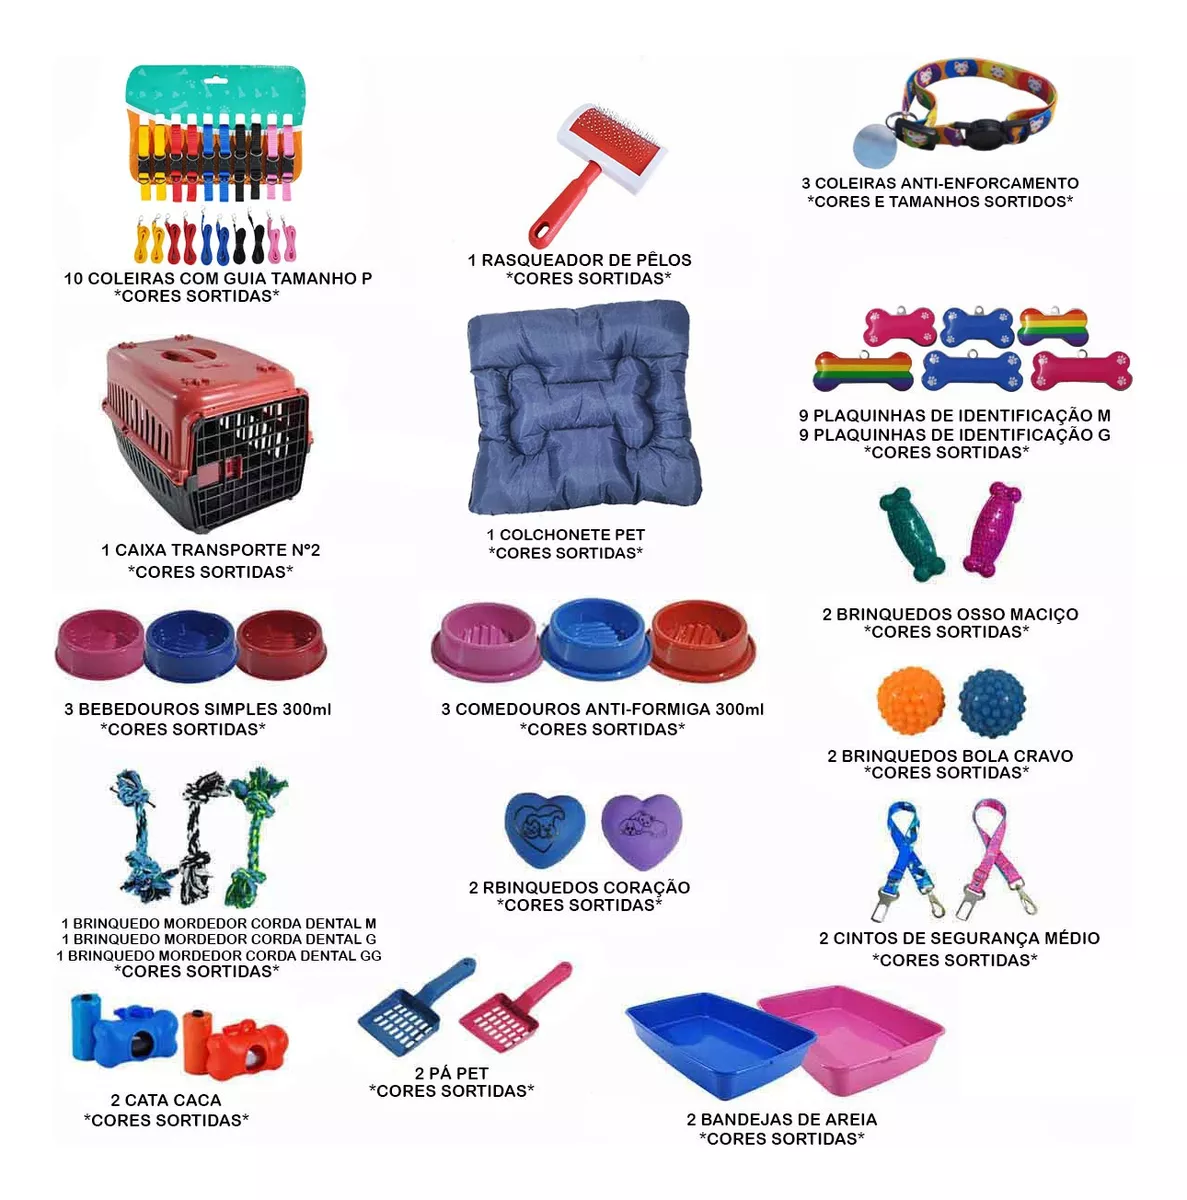 10 COLEIRAS COM GUIA TAMANHO P
*CORES SORTIDAS*
1 RASQUEADOR DE PÊLOS
*CORES SORTIDAS*
3 COLEIRAS ANTI-ENFORCAMENTO
*CORES E TAMANHOS SORTIDOS*
1 CAIXA TRANSPORTE Nº2
*CORES SORTIDAS*
1 COLCHONETE PET
*CORES SORTIDAS*
9 PLAQUINHAS DE IDENTIFICAÇÃO M
9 PLAQUINHAS DE IDENTIFICAÇÃO G
*CORES SORTIDAS*
2 BRINQUEDOS OSSO MACIÇO
*CORES SORTIDAS*
3 BEBEDOUROS SIMPLES 300ml
*CORES SORTIDAS*
3 COMEDOUROS ANTI-FORMIGA 300ml
*CORES SORTIDAS*
2 BRINQUEDOS BOLA CRAVO
*CORES SORTIDAS*
1 BRINQUEDO MORDEDOR CORDA DENTAL M
1 BRINQUEDO MORDEDOR CORDA DENTAL G
1 BRINQUEDO MORDEDOR CORDA DENTAL GG
*CORES SORTIDAS*
2 RBINQUEDOS CORAÇÃO
*CORES SORTIDAS*
2 CINTOS DE SEGURANÇA MÉDIO
*CORES SORTIDAS*
2 CATA CACA
*CORES SORTIDAS*
2 PÁ PET
*CORES SORTIDAS*
2 BANDEJAS DE AREIA
*CORES SORTIDAS*